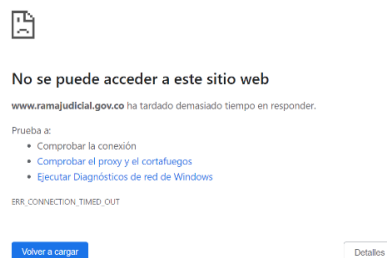 No se puede acceder a este sitio web
www.ramajudicial.gov.co ha tardado demasiado tiempo en responder.
Prueba a:
Comprobar la conexión
Comprobar el proxy y el cortafuegos
Ejecutar Diagnósticos de red de Windows
ERR_CONNECTION_TIMED_OUT
Volver a cargar
Detalles